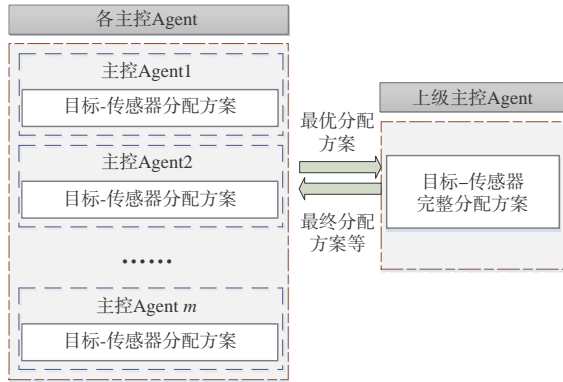 各主控Agent
主控Agent1
目标-传感器分配方案
主控Agent2
目标-传感器分配方案
……
主控Agent m
目标-传感器分配方案
最优分配
方案
最终分配
方案等
上级主控Agent
目标–传感器
完整分配方案